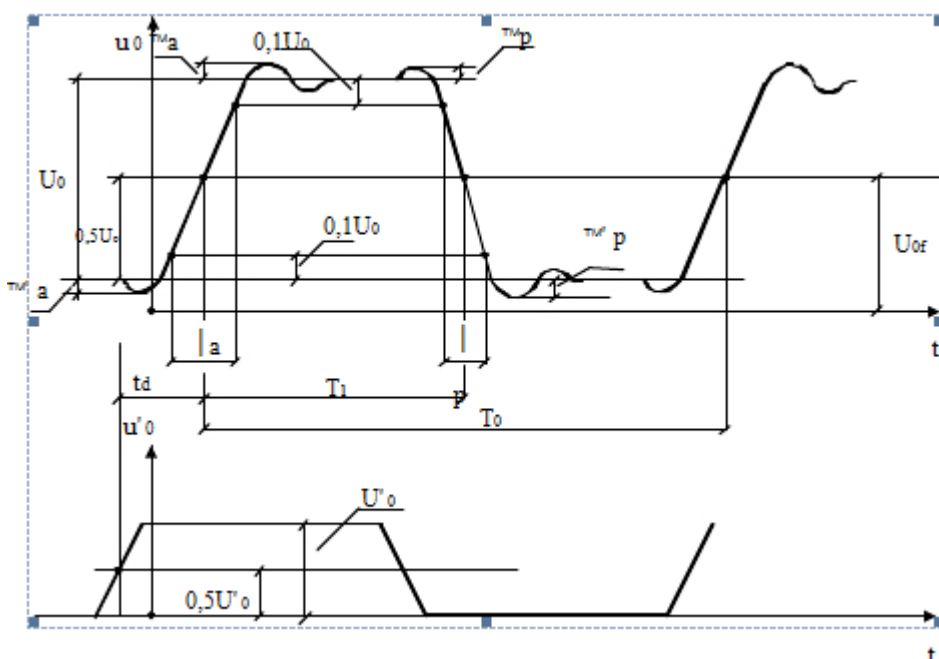 u0 ™a
0,1U0
™p
U0
0,5U0
0,1U0
™' p
U0f
™' a
t
| a
|
p
td
T1
T0
u'0
U'0
0,5U'0
t